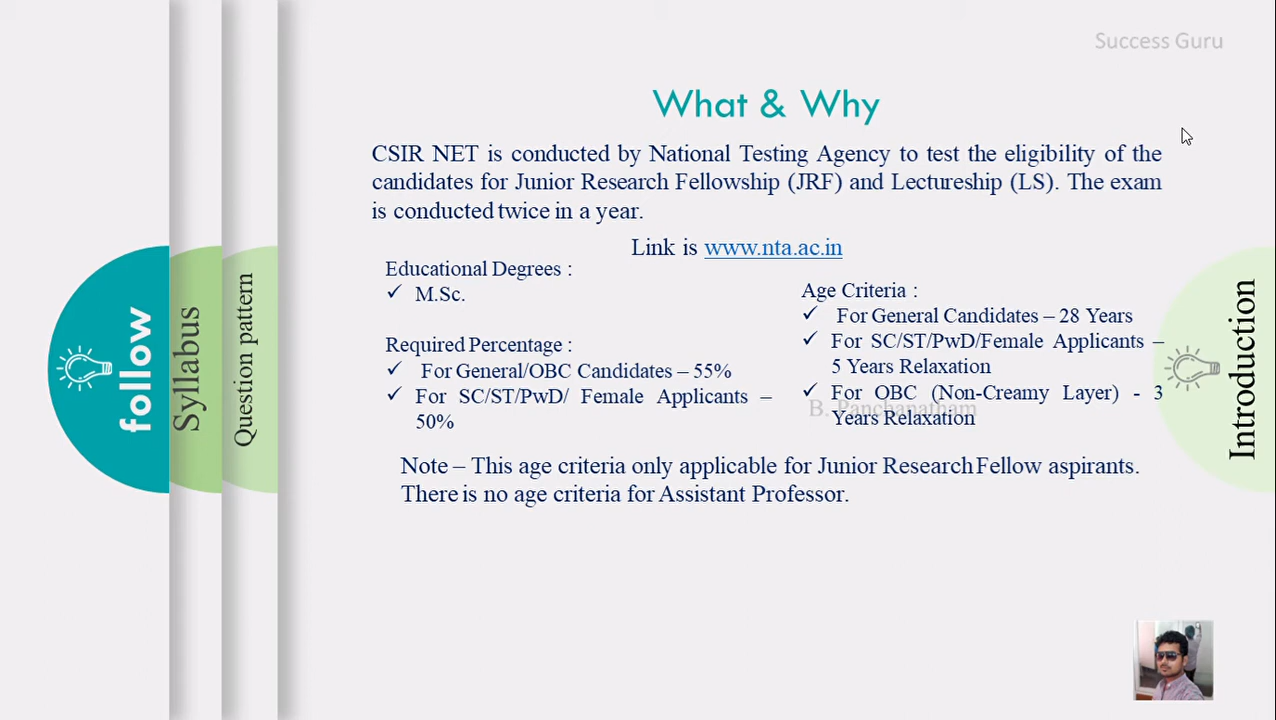 Success Guru
What & Why
CSIR NET is conducted by National Testing Agency to test the eligibility of the
candidates for Junior Research Fellowship (JRF) and Lectureship (LS). The exam
is conducted twice in a year.
Link is www.nta.ac.in
Educational Degrees :
✓ M.Sc.
Required Percentage :
✓ For General/OBC Candidates – 55%
✓ For SC/ST/PwD/ Female Applicants –
50%
Age Criteria :
✓ For General Candidates – 28 Years
✓ For SC/ST/PwD/Female Applicants –
5 Years Relaxation
✓ For OBC (Non-Creamy Layer) - 3
Years Relaxation
B. Panchanatham
Note – This age criteria only applicable for Junior Research Fellow aspirants.
There is no age criteria for Assistant Professor.
follow
Syllabus
Question pattern
Introduction